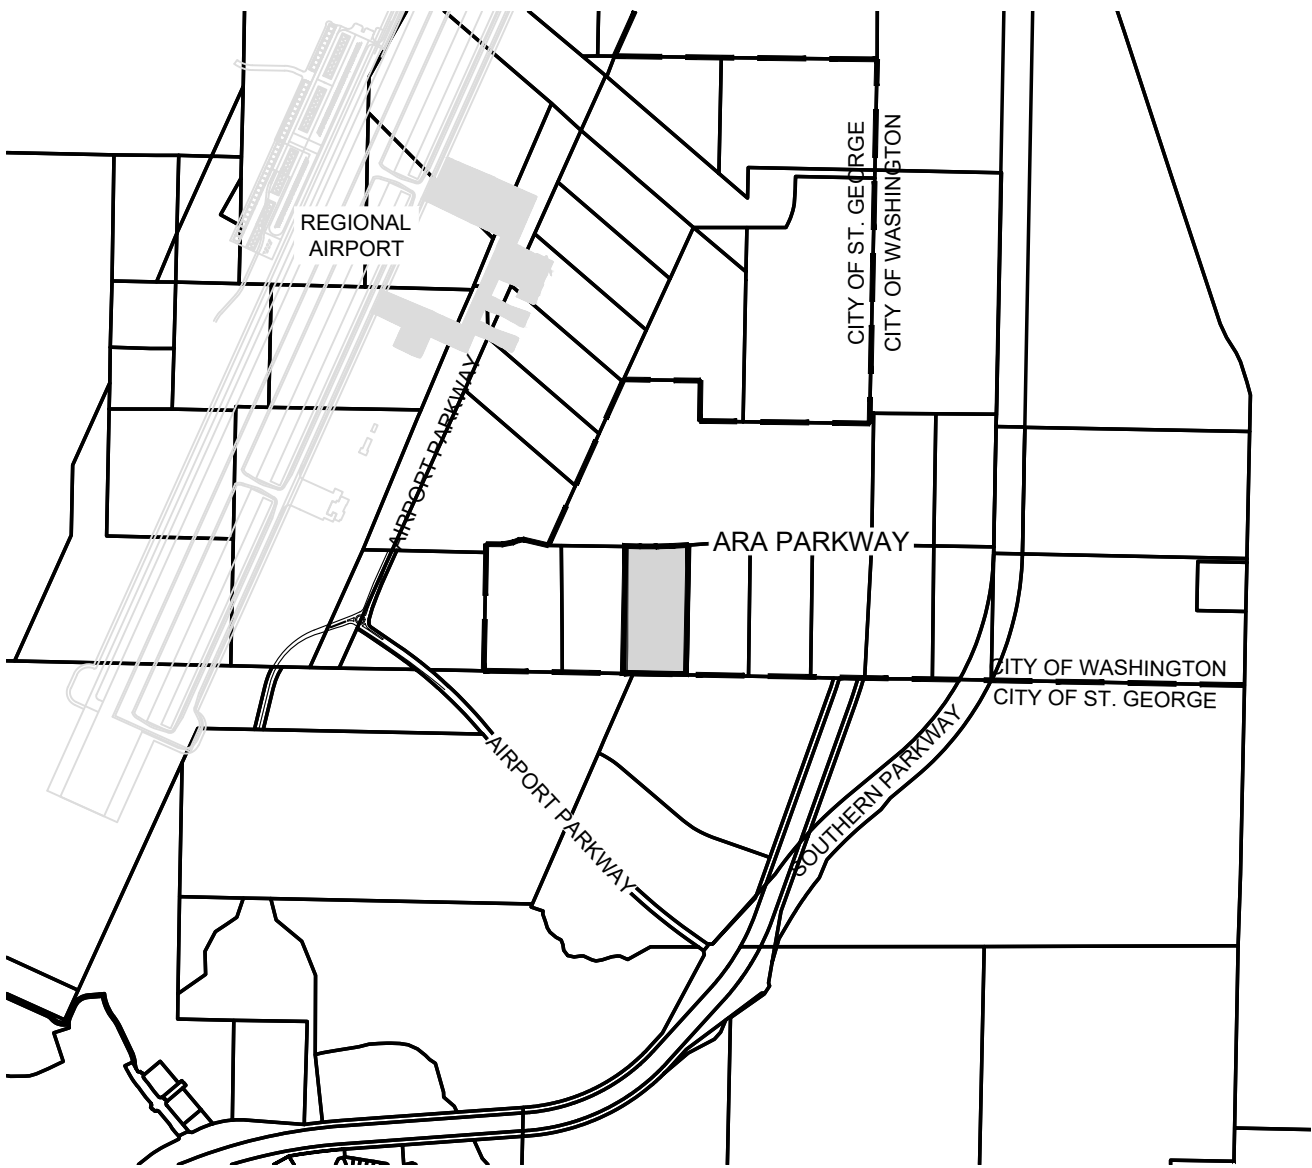 CITY OF ST. GEORGE
CITY OF WASHINGTON
REGIONAL
AIRPORT
AIRPORT PARKWAY
ARA PARKWAY
CITY OF WASHINGTON
CITY OF ST. GEORGE
AIRPORT PARKWAY
SOUTHERN PARKWAY